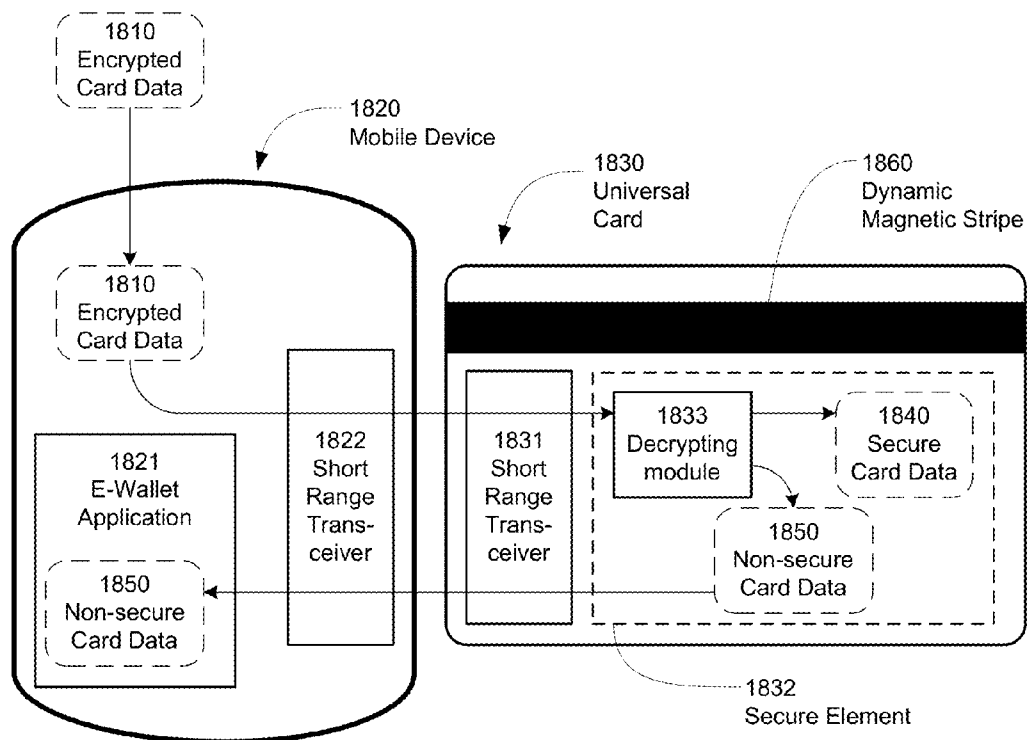 1810
Encrypted
Card Data
1820
Mobile Device
1830
Universal
Card
1860
Dynamic
Magnetic Stripe
1810
Encrypted
Card Data
1822
Short
Range
Trans-
ceiver
1821
E-Wallet
Application
1850
Non-secure
Card Data
1831
Short
Range
Trans-
ceiver
1833
Decrypting
module
1840
Secure
Card Data
1850
Non-secure
Card Data
1832
Secure Element